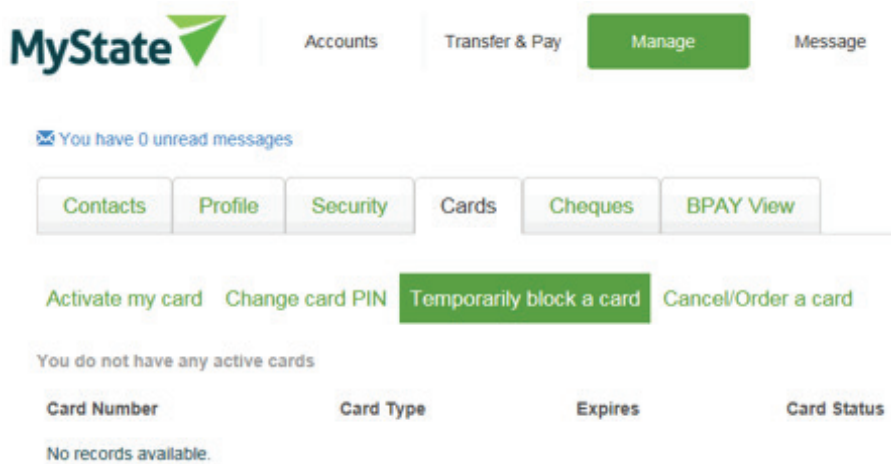 MyState Accounts Transfer & Pay Manage Message
You have 0 unread messages
Contacts Profile Security Cards Cheques BPAY View
Activate my card Change card PIN Temporarily block a card Cancel/Order a card
You do not have any active cards
Card Number Card Type Expires Card Status
No records available.